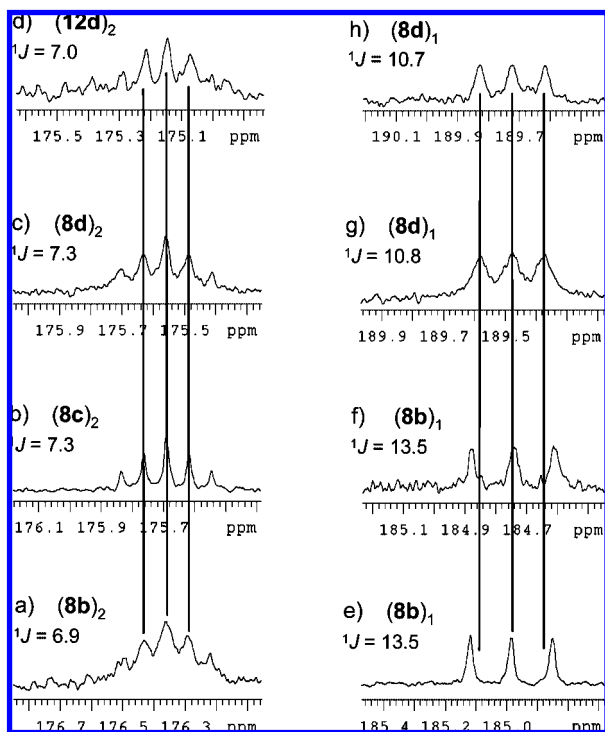 d) (12d)2
1J = 7.0
175.5 175.3 175.1 ppm
c) (8d)2
1J = 7.3
175.9 175.7 175.5 ppm
b) (8c)2
1J = 7.3
176.1 175.9 175.7 ppm
a) (8b)2
1J = 6.9
176.7 176.5 176.3 ppm
h) (8d)1
1J = 10.7
190.1 189.9 189.7 ppm
g) (8d)1
1J = 10.8
189.9 189.7 189.5 ppm
f) (8b)1
1J = 13.5
185.1 184.9 184.7 ppm
e) (8b)1
1J = 13.5
185.4 185.2 185.0 ppm